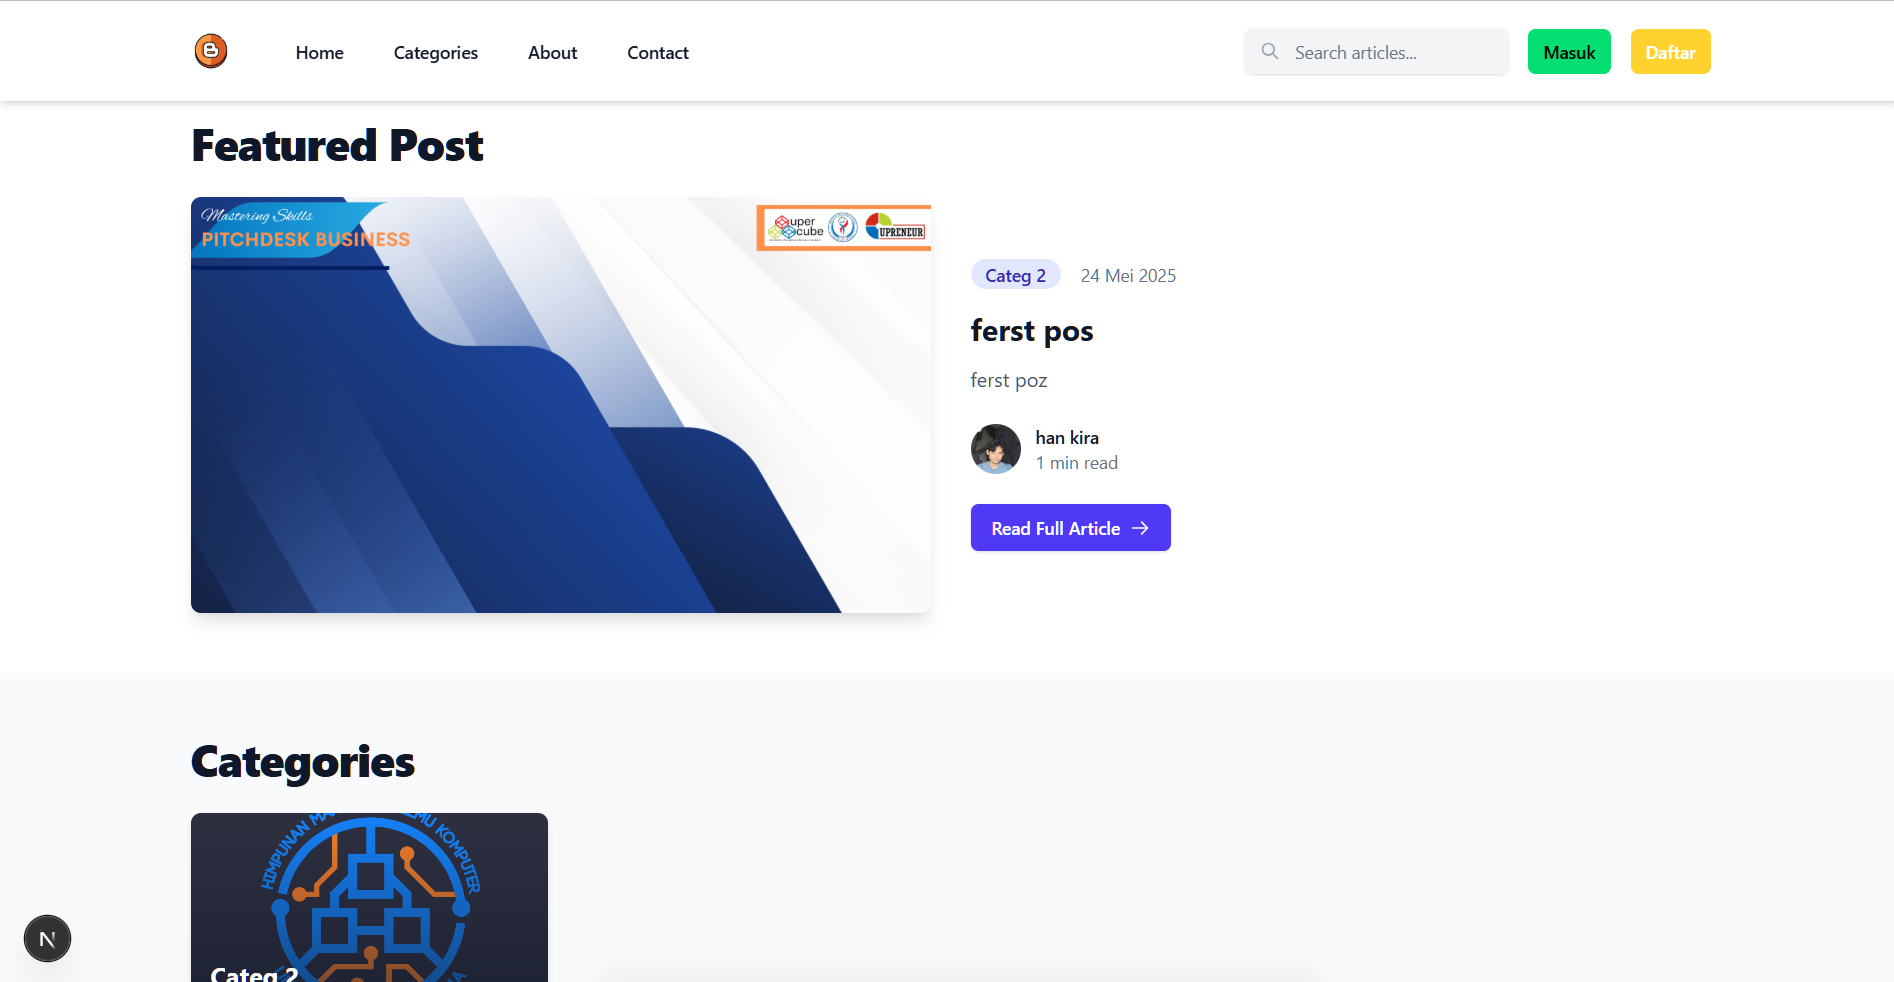 Home Categories About Contact Search articles... Masuk Daftar
Featured Post
Mastering Skills
PITCHDESK BUSINESS
uper
cube
UPRENEUR
Categ 2 24 Mei 2025
ferst pos
ferst poz
han kira
1 min read
Read Full Article
Categories
HIMPUNAN MA MU KOMPUTER
Categ 2
N